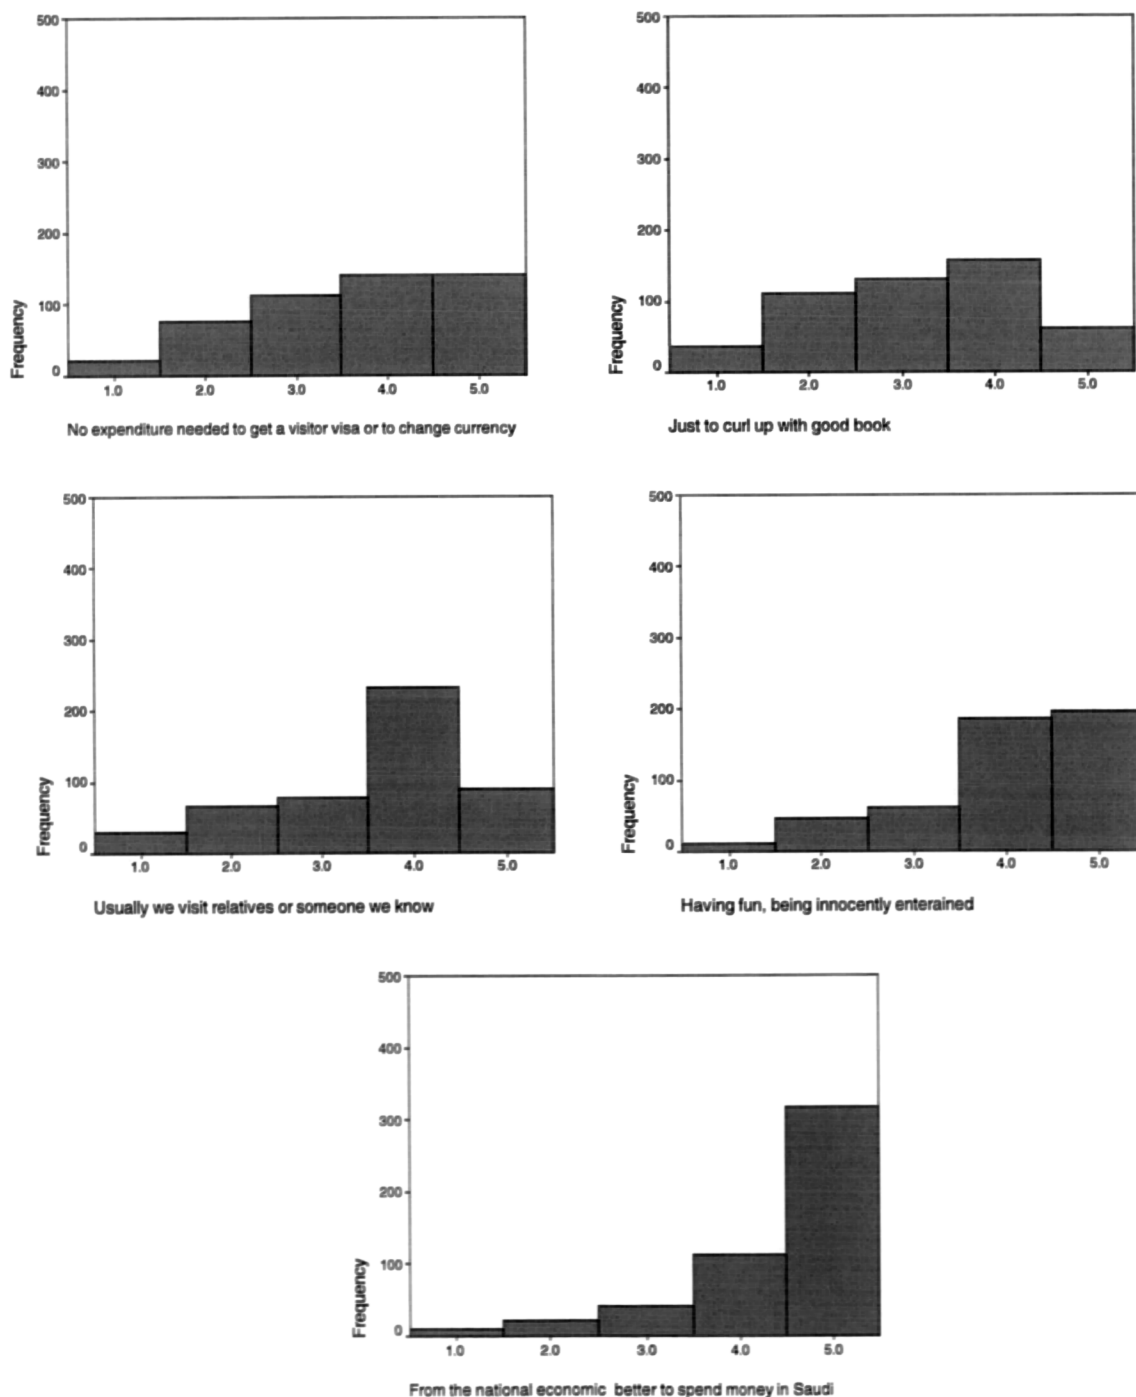 500
400
300
200
100
0
Frequency
1.0 2.0 3.0 4.0 5.0
No expenditure needed to get a visitor visa or to change currency
500
400
300
200
100
0
Frequency
1.0 2.0 3.0 4.0 5.0
Just to curl up with good book
500
400
300
200
100
0
Frequency
1.0 2.0 3.0 4.0 5.0
Usually we visit relatives or someone we know
500
400
300
200
100
0
Frequency
1.0 2.0 3.0 4.0 5.0
Having fun, being innocently enterained
500
400
300
200
100
0
Frequency
1.0 2.0 3.0 4.0 5.0
From the national economic better to spend money in Saudi